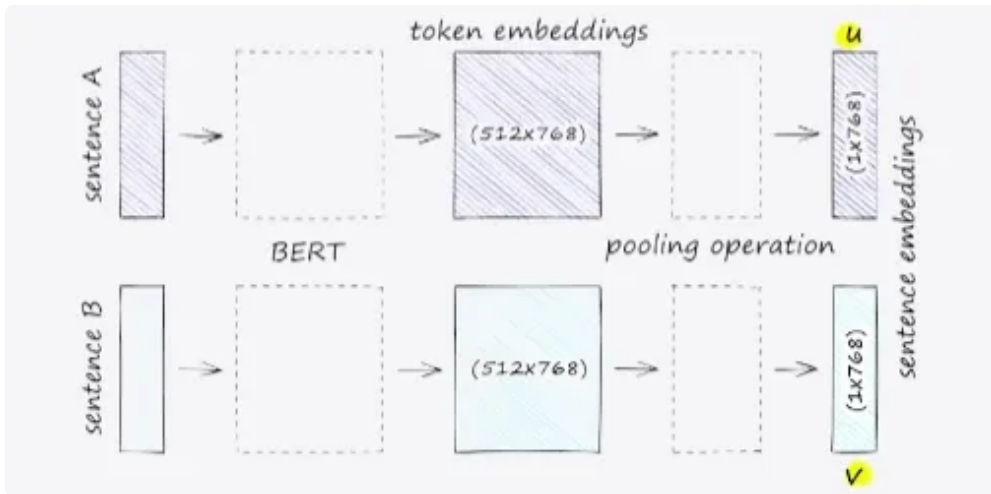 token embeddings
u
sentence A
(512x768)
(1x768)
sentence embeddings
BERT
pooling operation
sentence B
(512x768)
(1x768)
v